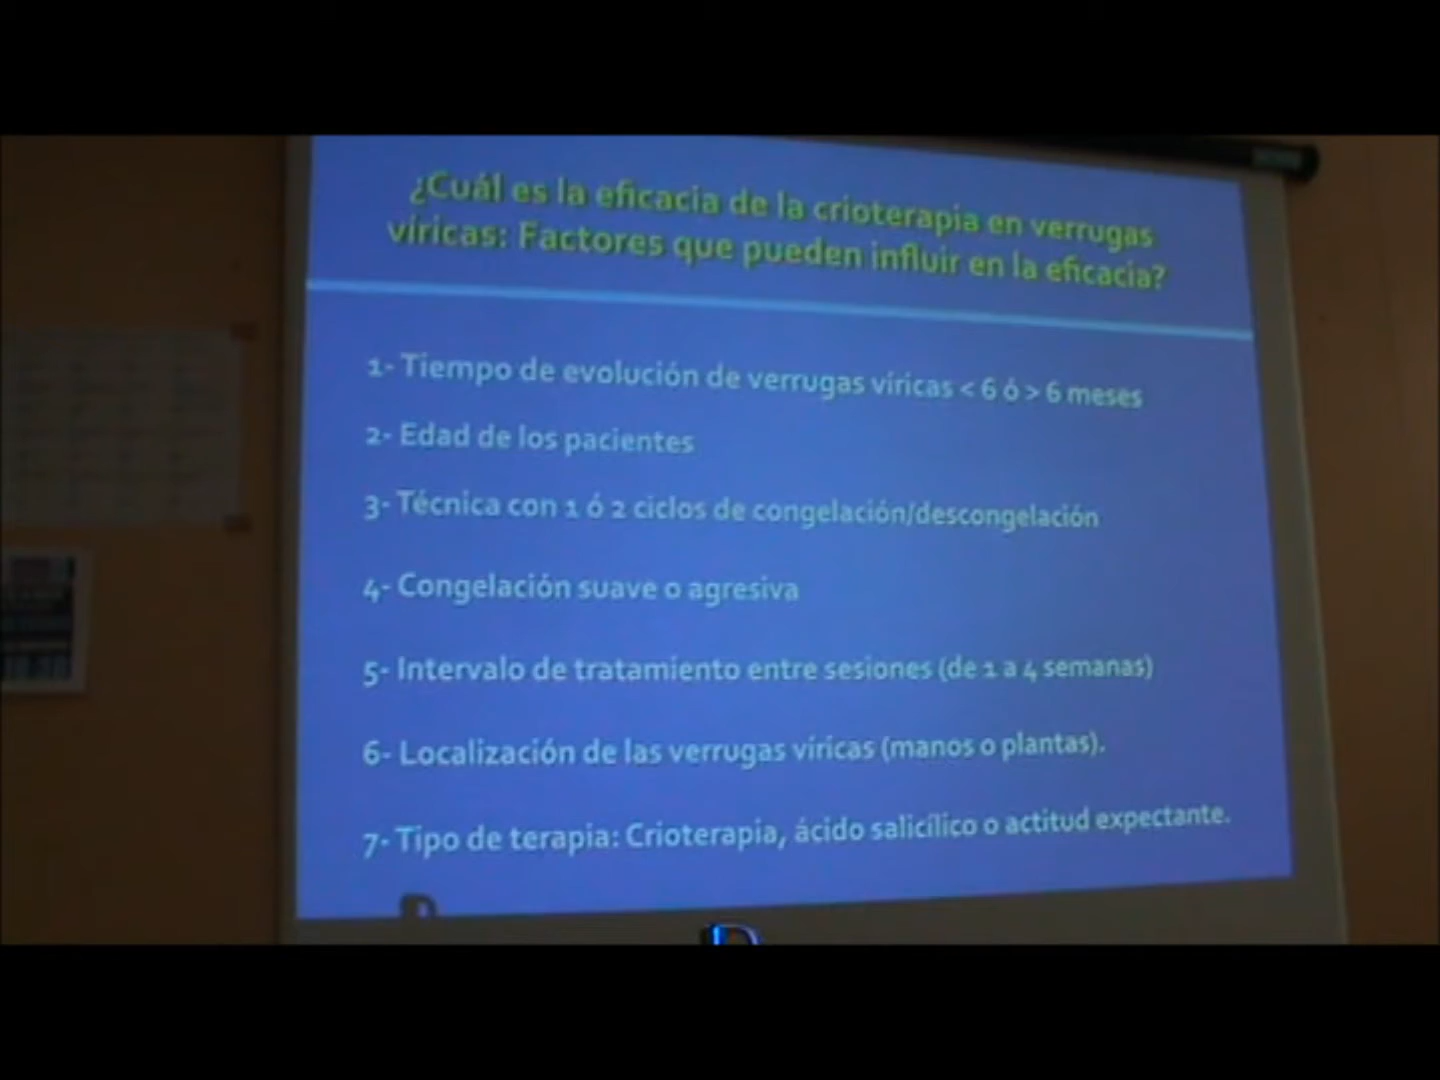 ¿Cuál es la eficacia de la crioterapia en verrugas
víricas: Factores que pueden influir en la eficacia?
1- Tiempo de evolución de verrugas víricas < 6 ó > 6 meses
2- Edad de los pacientes
3- Técnica con 1 ó 2 ciclos de congelación/descongelación
4- Congelación suave o agresiva
5- Intervalo de tratamiento entre sesiones (de 1 a 4 semanas)
6- Localización de las verrugas víricas (manos o plantas).
7- Tipo de terapia: Crioterapia, ácido salicílico o actitud expectante.